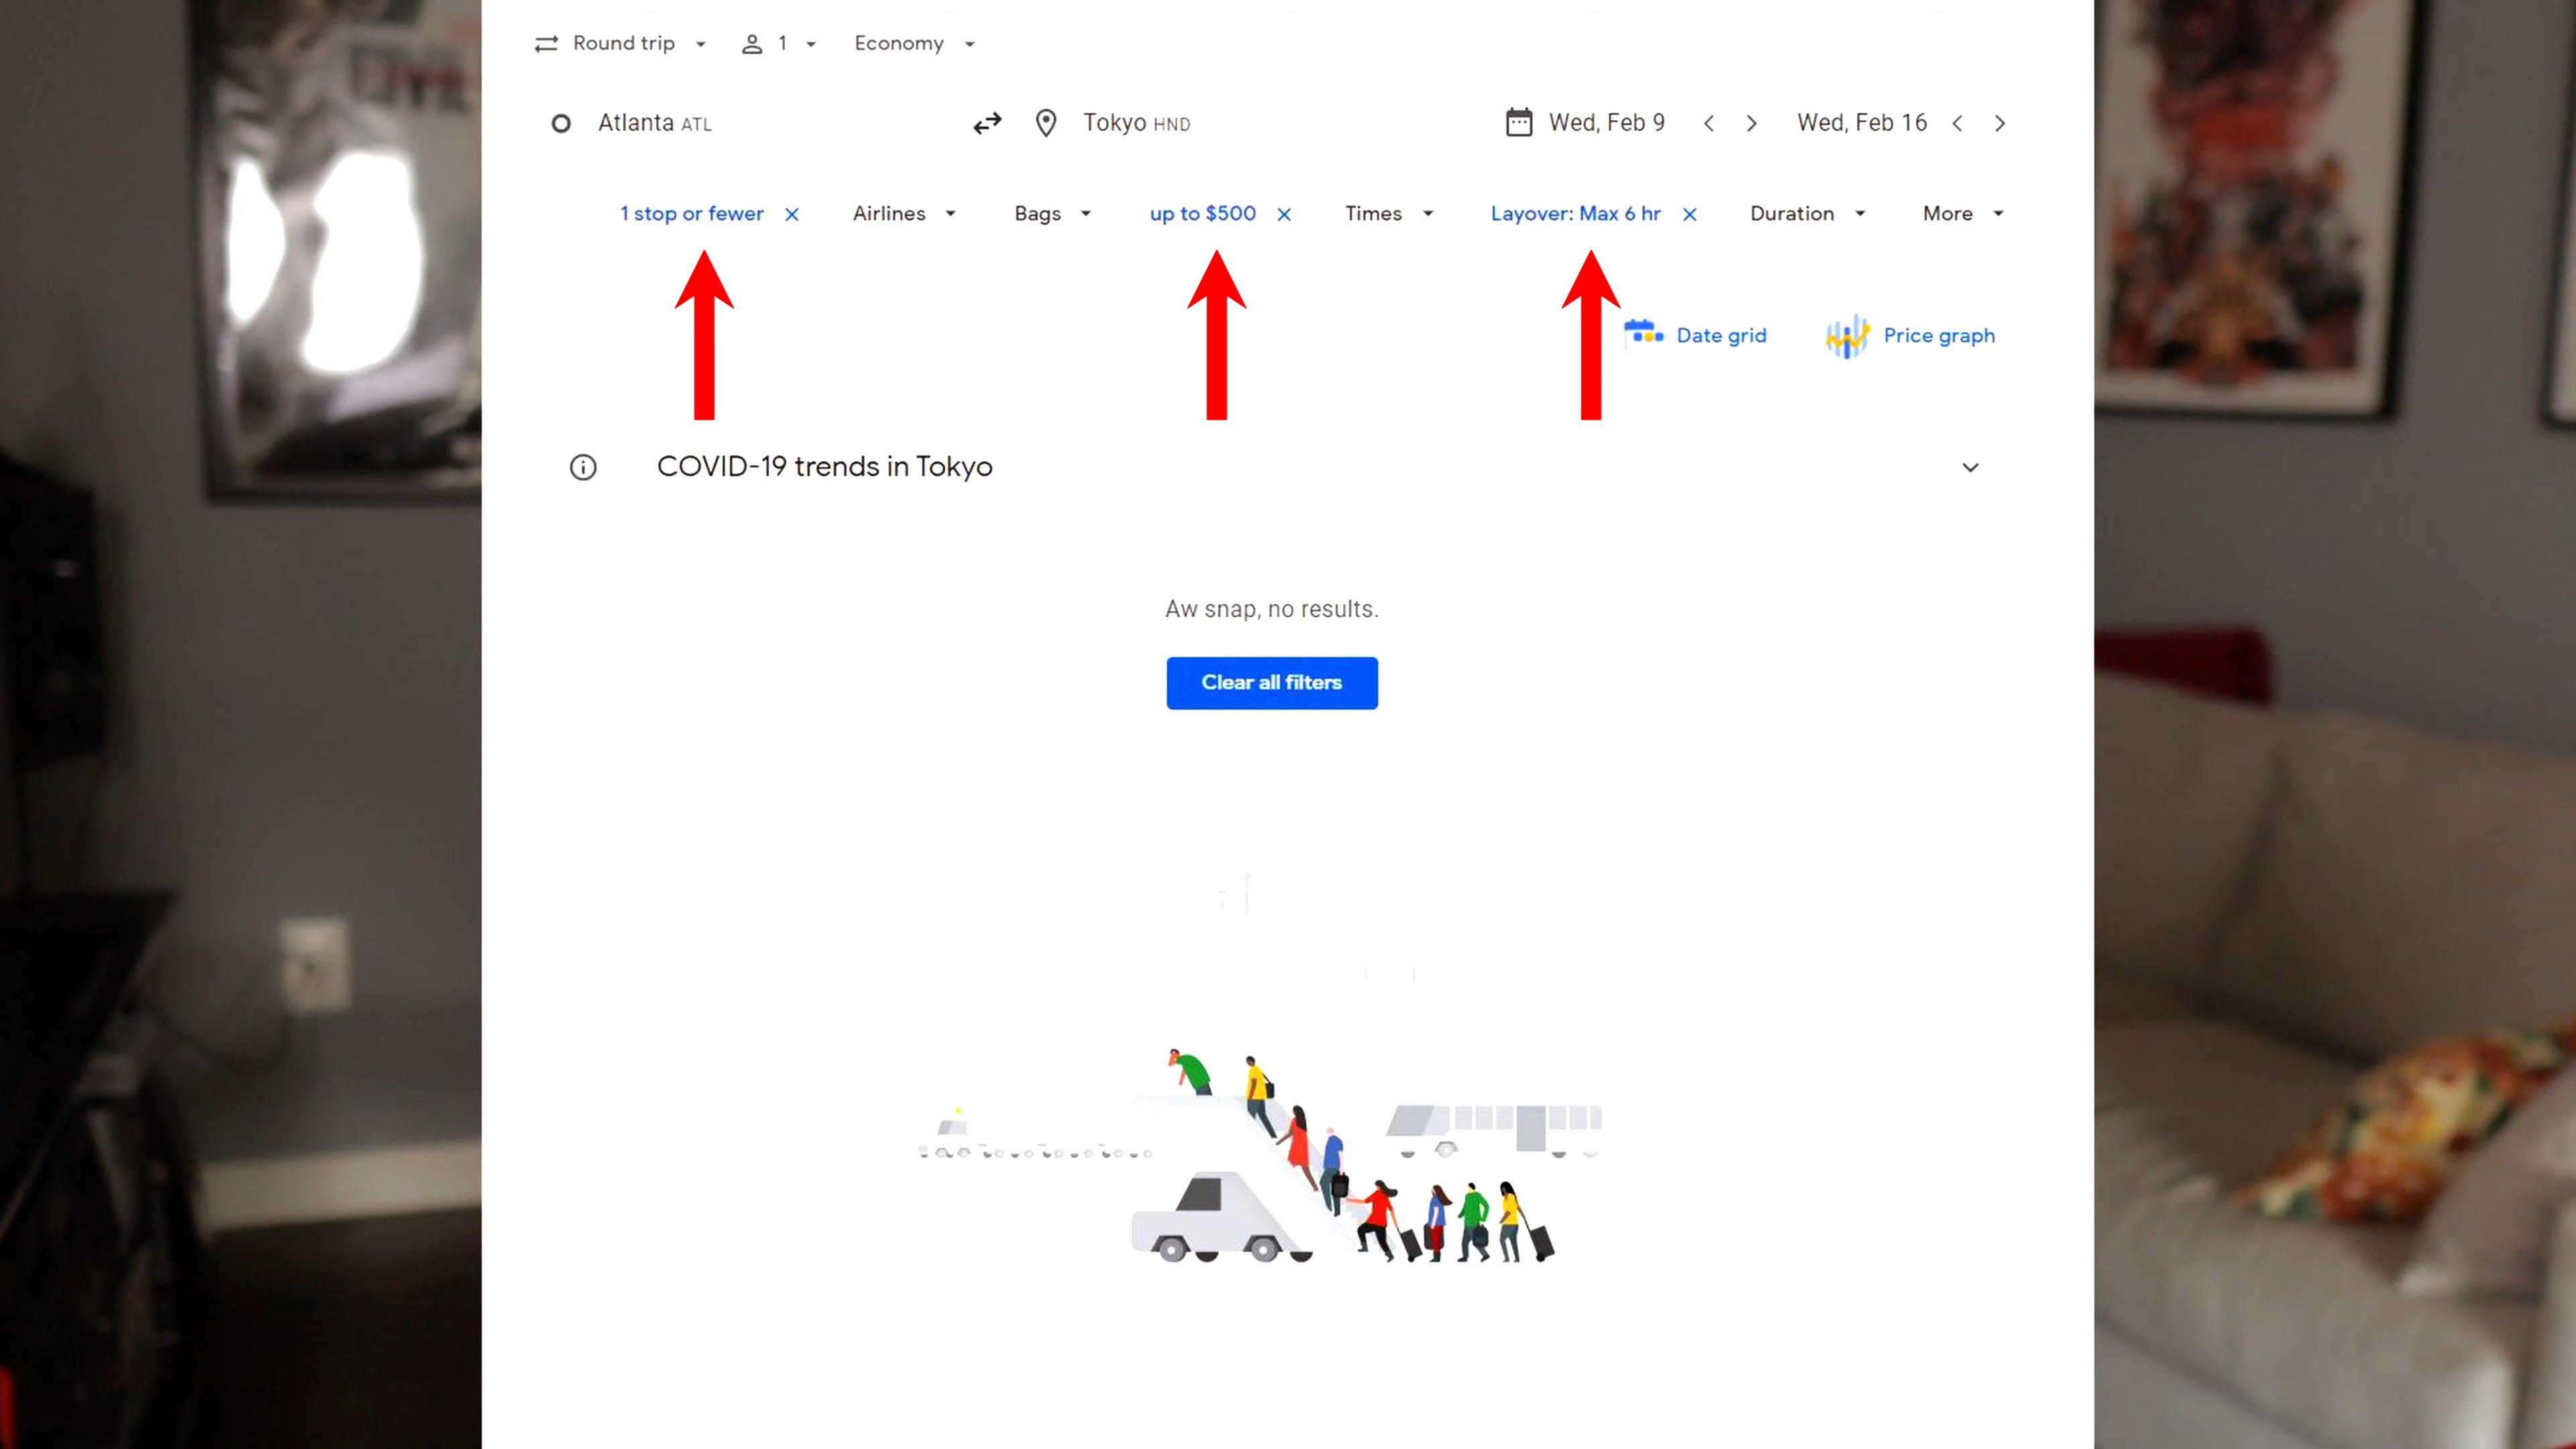 Round trip 1 Economy
Atlanta ATL Tokyo HND Wed, Feb 9 Wed, Feb 16
1 stop or fewer Airlines Bags up to $500 Times Layover: Max 6 hr Duration More
Date grid Price graph
COVID-19 trends in Tokyo
Aw snap, no results.
Clear all filters